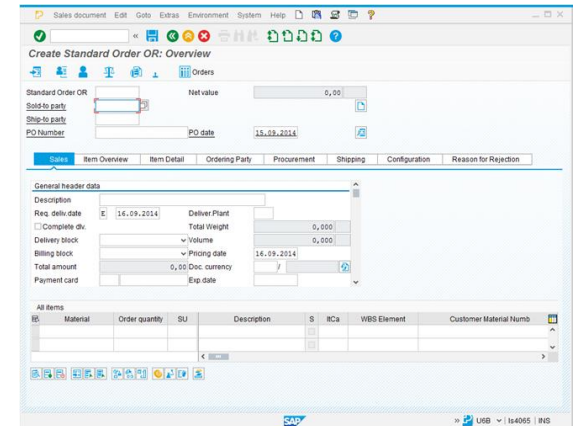 Sales document Edit Goto Extras Environment System Help
Create Standard Order OR: Overview
Orders
Standard Order OR Net value 0,00
Sold-to party
Ship-to party
PO Number PO date 15.09.2014
Sales Item Overview Item Detail Ordering Party Procurement Shipping Configuration Reason for Rejection
General header data
Description
Req. deliv.date E 16.09.2014 Deliver.Plant
Complete dlv. Total Weight 0,000
Delivery block Volume 0,000
Billing block Pricing date 16.09.2014
Total amount 0,00 Doc. currency /
Payment card Exp.date
All items
Material Order quantity SU Description S ItCa WBS Element Customer Material Numb
SAP U6B ls4065 INS